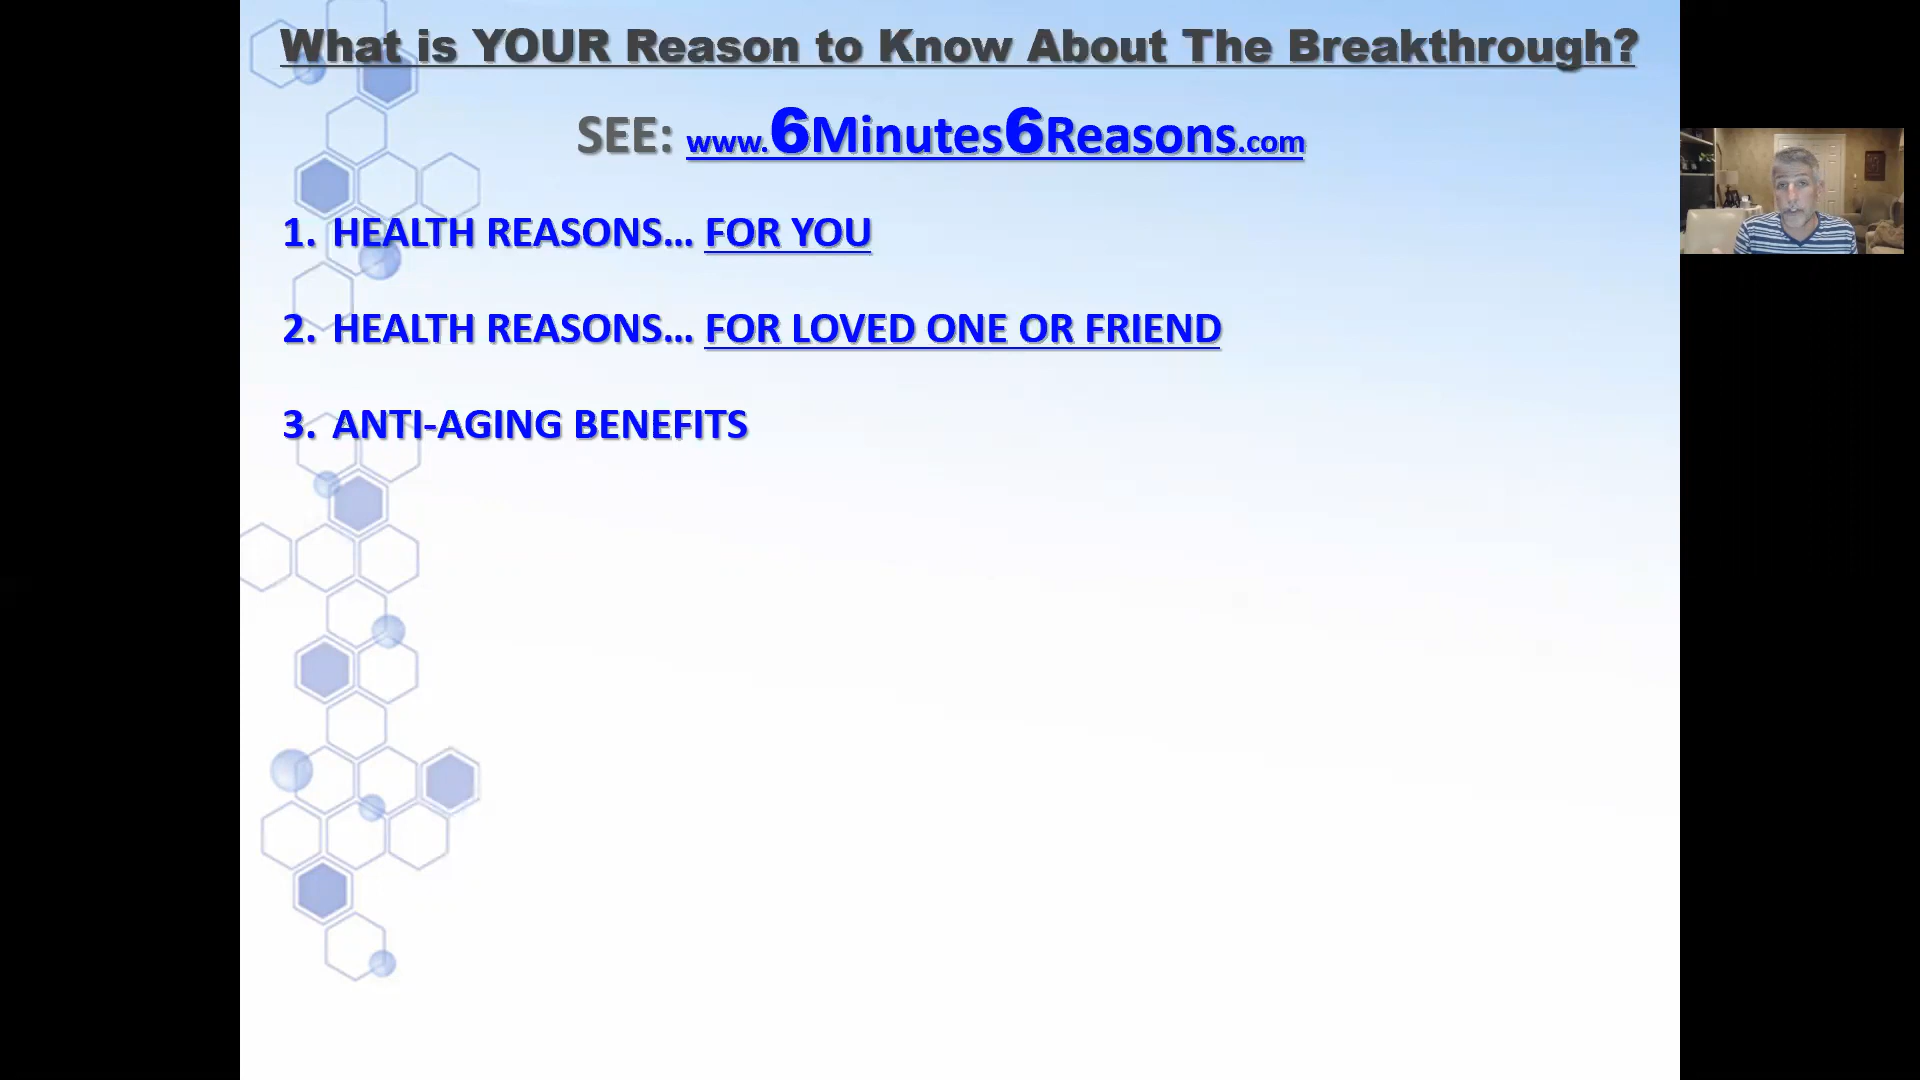 What is YOUR Reason to Know About The Breakthrough?
SEE: www.6Minutes6Reasons.com
1. HEALTH REASONS... FOR YOU
2. HEALTH REASONS... FOR LOVED ONE OR FRIEND
3. ANTI-AGING BENEFITS